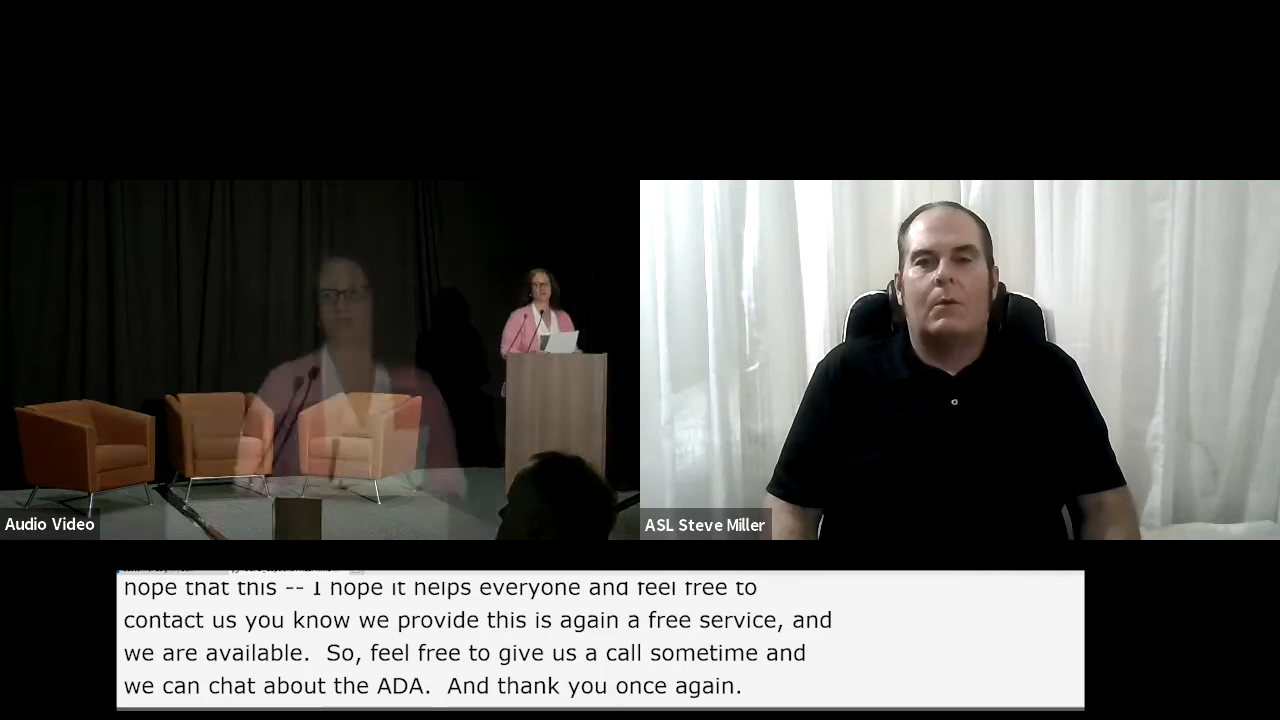 Audio Video
ASL Steve Miller
hope that this -- I hope it helps everyone and feel free to
contact us you know we provide this is again a free service, and
we are available.  So, feel free to give us a call sometime and
we can chat about the ADA.  And thank you once again.